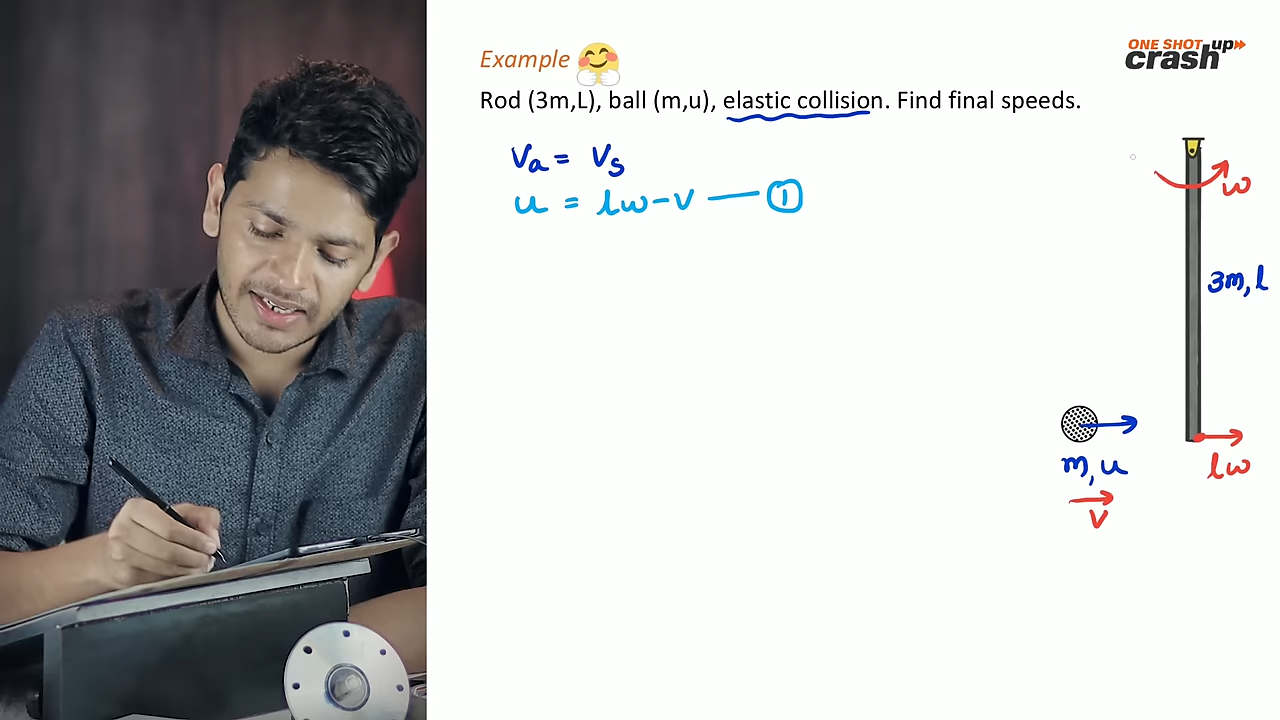 Example
ONE SHOT
crash up
Rod (3m,L), ball (m,u), elastic collision. Find final speeds.
Va = Vs
u = lω - v — ①
ω
3m, l
m, u
lω
v